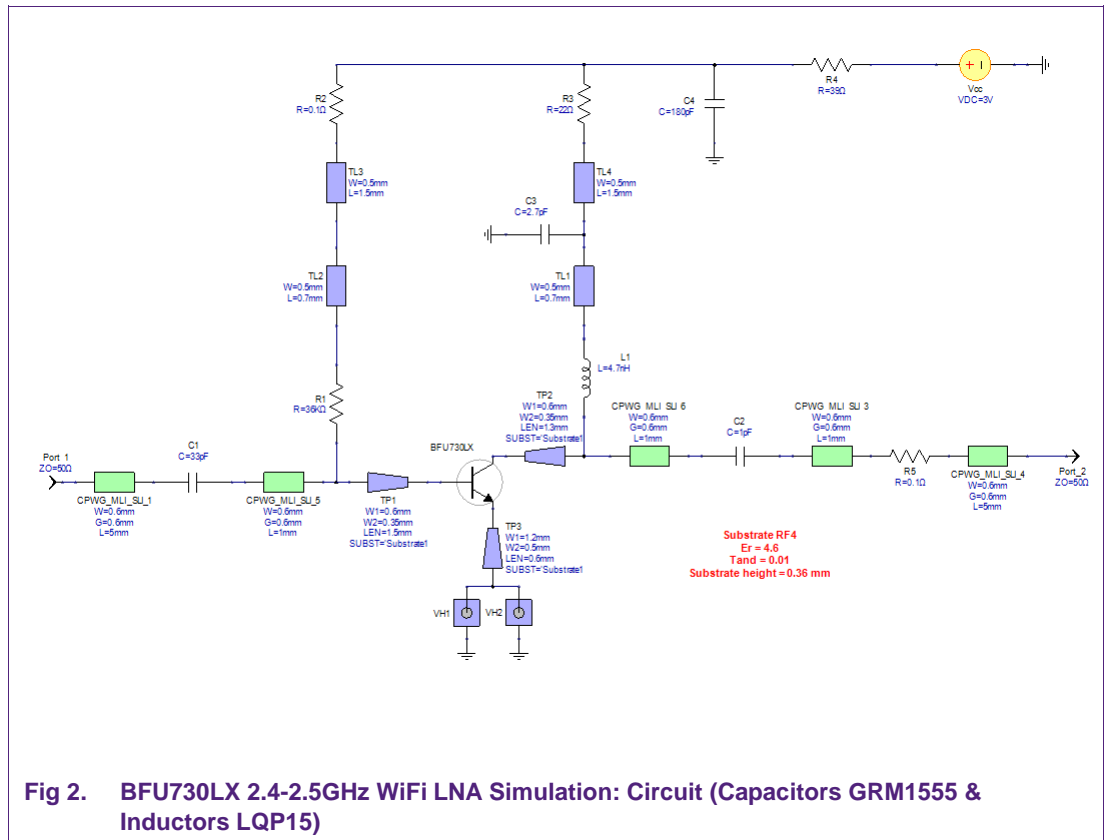 R2
R=0.1Ω
R3
R=22Ω
C4
C=180pF
R4
R=39Ω
Vcc
VDC=3V
TL3
W=0.5mm
L=1.5mm
TL4
W=0.5mm
L=1.5mm
C3
C=2.7pF
TL2
W=0.5mm
L=0.7mm
TL1
W=0.5mm
L=0.7mm
R1
R=36KΩ
L1
L=4.7nH
TP2
W1=0.6mm
W2=0.35mm
LEN=1.3mm
SUBST='Substrate1
CPWG_MLI_SLI_6
W=0.6mm
G=0.6mm
L=1mm
C2
C=1pF
CPWG_MLI_SLI_3
W=0.6mm
G=0.6mm
L=1mm
R5
R=0.1Ω
CPWG_MLI_SLI_4
W=0.6mm
G=0.6mm
L=5mm
Port_2
ZO=50Ω
Port_1
ZO=50Ω
CPWG_MLI_SLI_1
W=0.6mm
G=0.6mm
L=5mm
C1
C=33pF
CPWG_MLI_SLI_5
W=0.6mm
G=0.6mm
L=1mm
TP1
W1=0.6mm
W2=0.35mm
LEN=1.5mm
SUBST='Substrate1
BFU730LX
TP3
W1=1.2mm
W2=0.5mm
LEN=0.6mm
SUBST='Substrate1
VH1
VH2
Substrate RF4
Er = 4.6
Tand = 0.01
Substrate height = 0.36 mm
Fig 2. BFU730LX 2.4-2.5GHz WiFi LNA Simulation: Circuit (Capacitors GRM1555 &
Inductors LQP15)